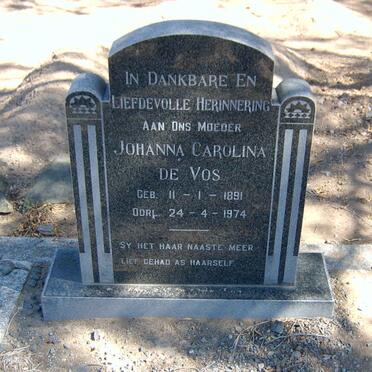 IN DANKBARE EN
LIEFDEVOLLE HERINNERING
AAN ONS MOEDER
JOHANNA CAROLINA
DE VOS
GEB. 11-1-1891
OORL. 24-4-1974
SY HET HAAR NAASTE MEER
LIEF GEHAD AS HAARSELF.